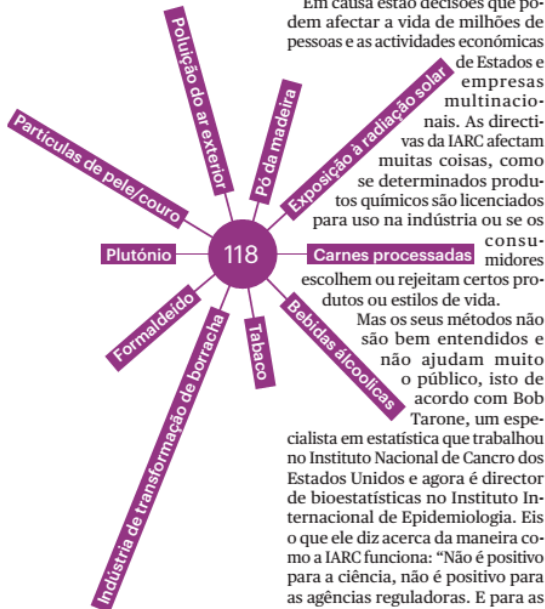 Poluição do ar exterior
Pó da madeira
Exposição à radiação solar
Partículas de pele/couro
Plutónio
118
Carnes processadas
Formaldeído
Bebidas álcoolicas
Tabaco
Indústria de transformação de borracha
Em causa estão decisões que po-
dem afectar a vida de milhões de
pessoas e as actividades económicas
de Estados e
empresas
multinacio-
nais. As directi-
vas da IARC afectam
muitas coisas, como
se determinados produ-
tos químicos são licenciados
para uso na indústria ou se os
consu-
midores
escolhem ou rejeitam certos pro-
dutos ou estilos de vida.
Mas os seus métodos não
são bem entendidos e
não ajudam muito
o público, isto de
acordo com Bob
Tarone, um espe-
cialista em estatística que trabalhou
no Instituto Nacional de Cancro dos
Estados Unidos e agora é director
de bioestatísticas no Instituto In-
ternacional de Epidemiologia. Eis
o que ele diz acerca da maneira co-
mo a IARC funciona: “Não é positivo
para a ciência, não é positivo para
as agências reguladoras. E para as